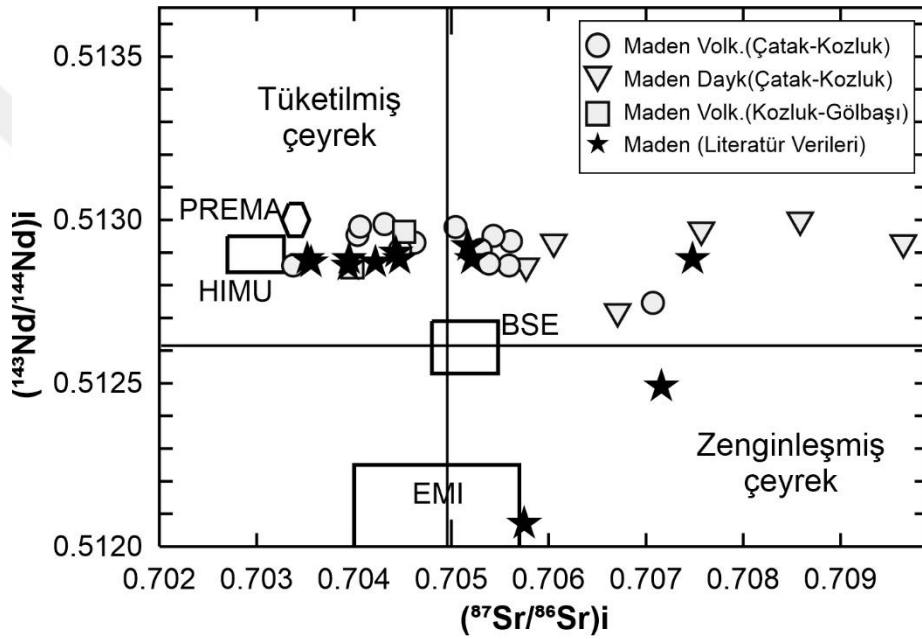 0.5135
0.5130
0.5125
0.5120
(¹⁴³Nd/¹⁴⁴Nd)i
Tüketilmiş
çeyrek
Maden Volk.(Çatak-Kozluk)
Maden Dayk(Çatak-Kozluk)
Maden Volk.(Kozluk-Gölbaşı)
Maden (Literatür Verileri)
PREMA
HIMU
BSE
EMI
Zenginleşmiş
çeyrek
0.702 0.703 0.704 0.705 0.706 0.707 0.708 0.709
(⁸⁷Sr/⁸⁶Sr)i